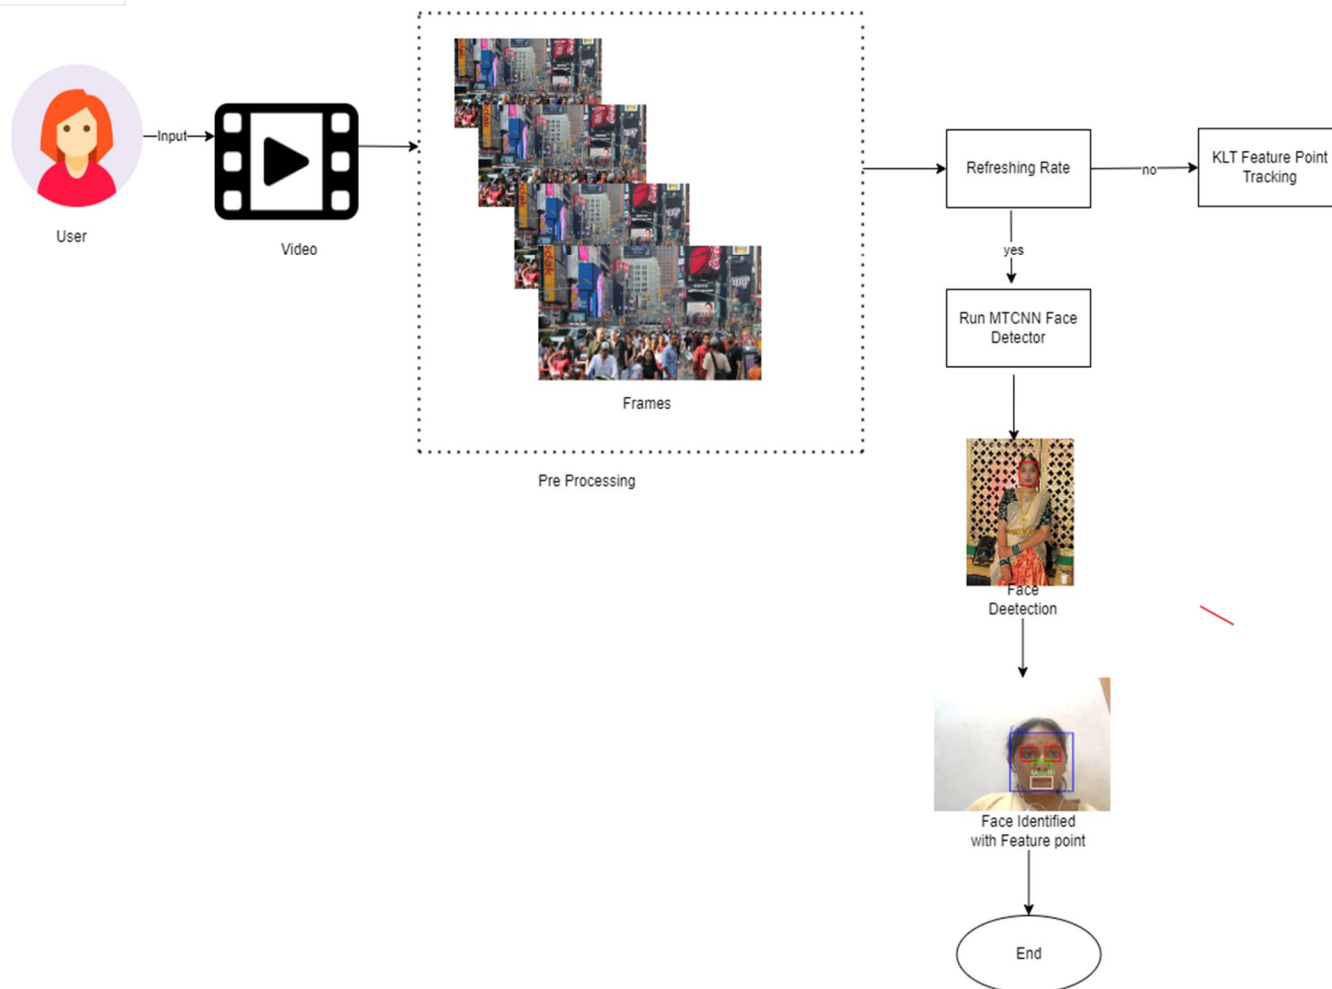 Input
User
Video
Frames
Pre Processing
Refreshing Rate
no
KLT Feature Point
Tracking
yes
Run MTCNN Face
Detector
Face
Deetection
Face Identified
with Feature point
End